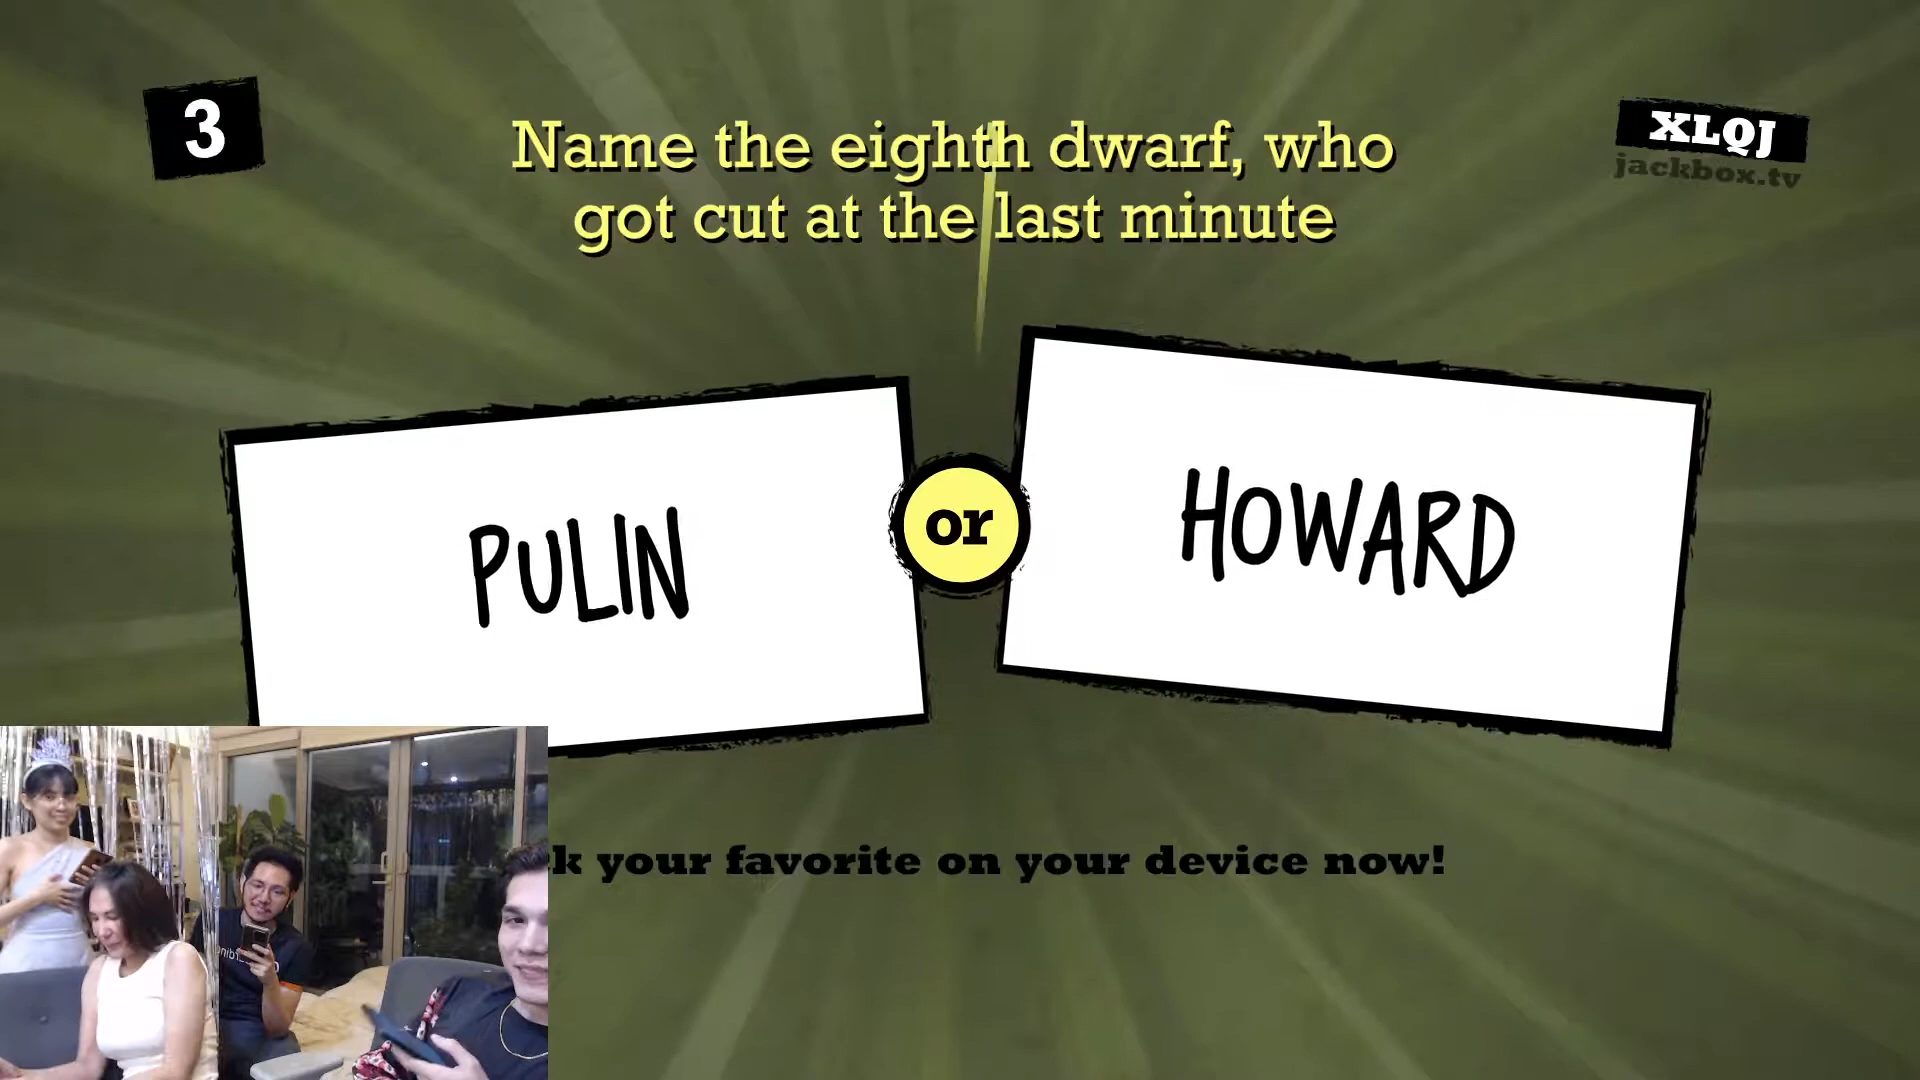 3
Name the eighth dwarf, who
got cut at the last minute
XLQJ
jackbox.tv
PULIN
or
HOWARD
k your favorite on your device now!